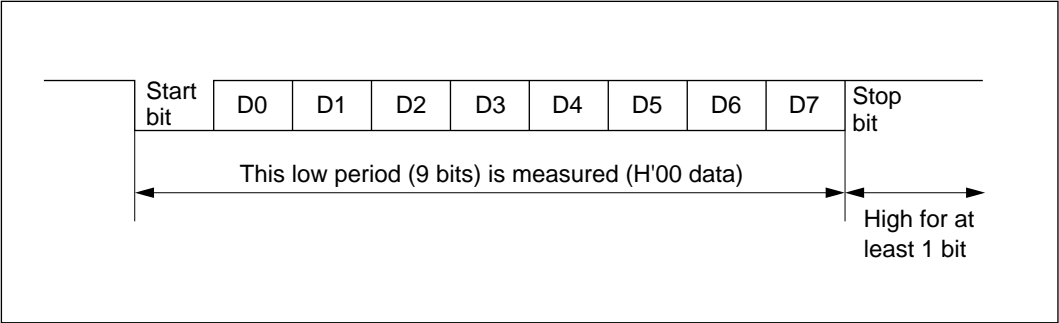 Start
bit
D0 D1 D2 D3 D4 D5 D6 D7
Stop
bit
This low period (9 bits) is measured (H'00 data)
High for at
least 1 bit